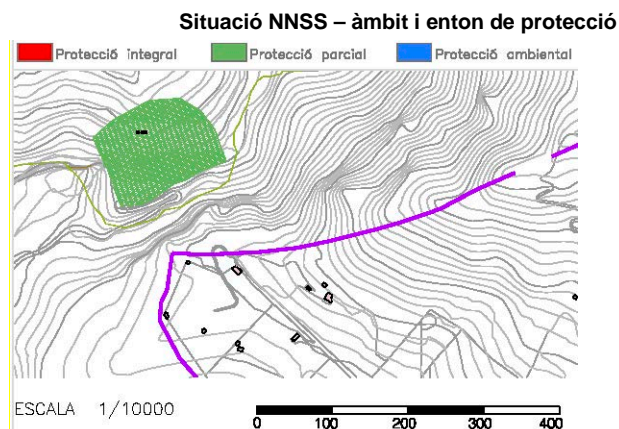 Situació NNSS – àmbit i enton de protecció
Protecció integral Protecció parcial Protecció ambiental
ESCALA 1/10000
0 100 200 300 400